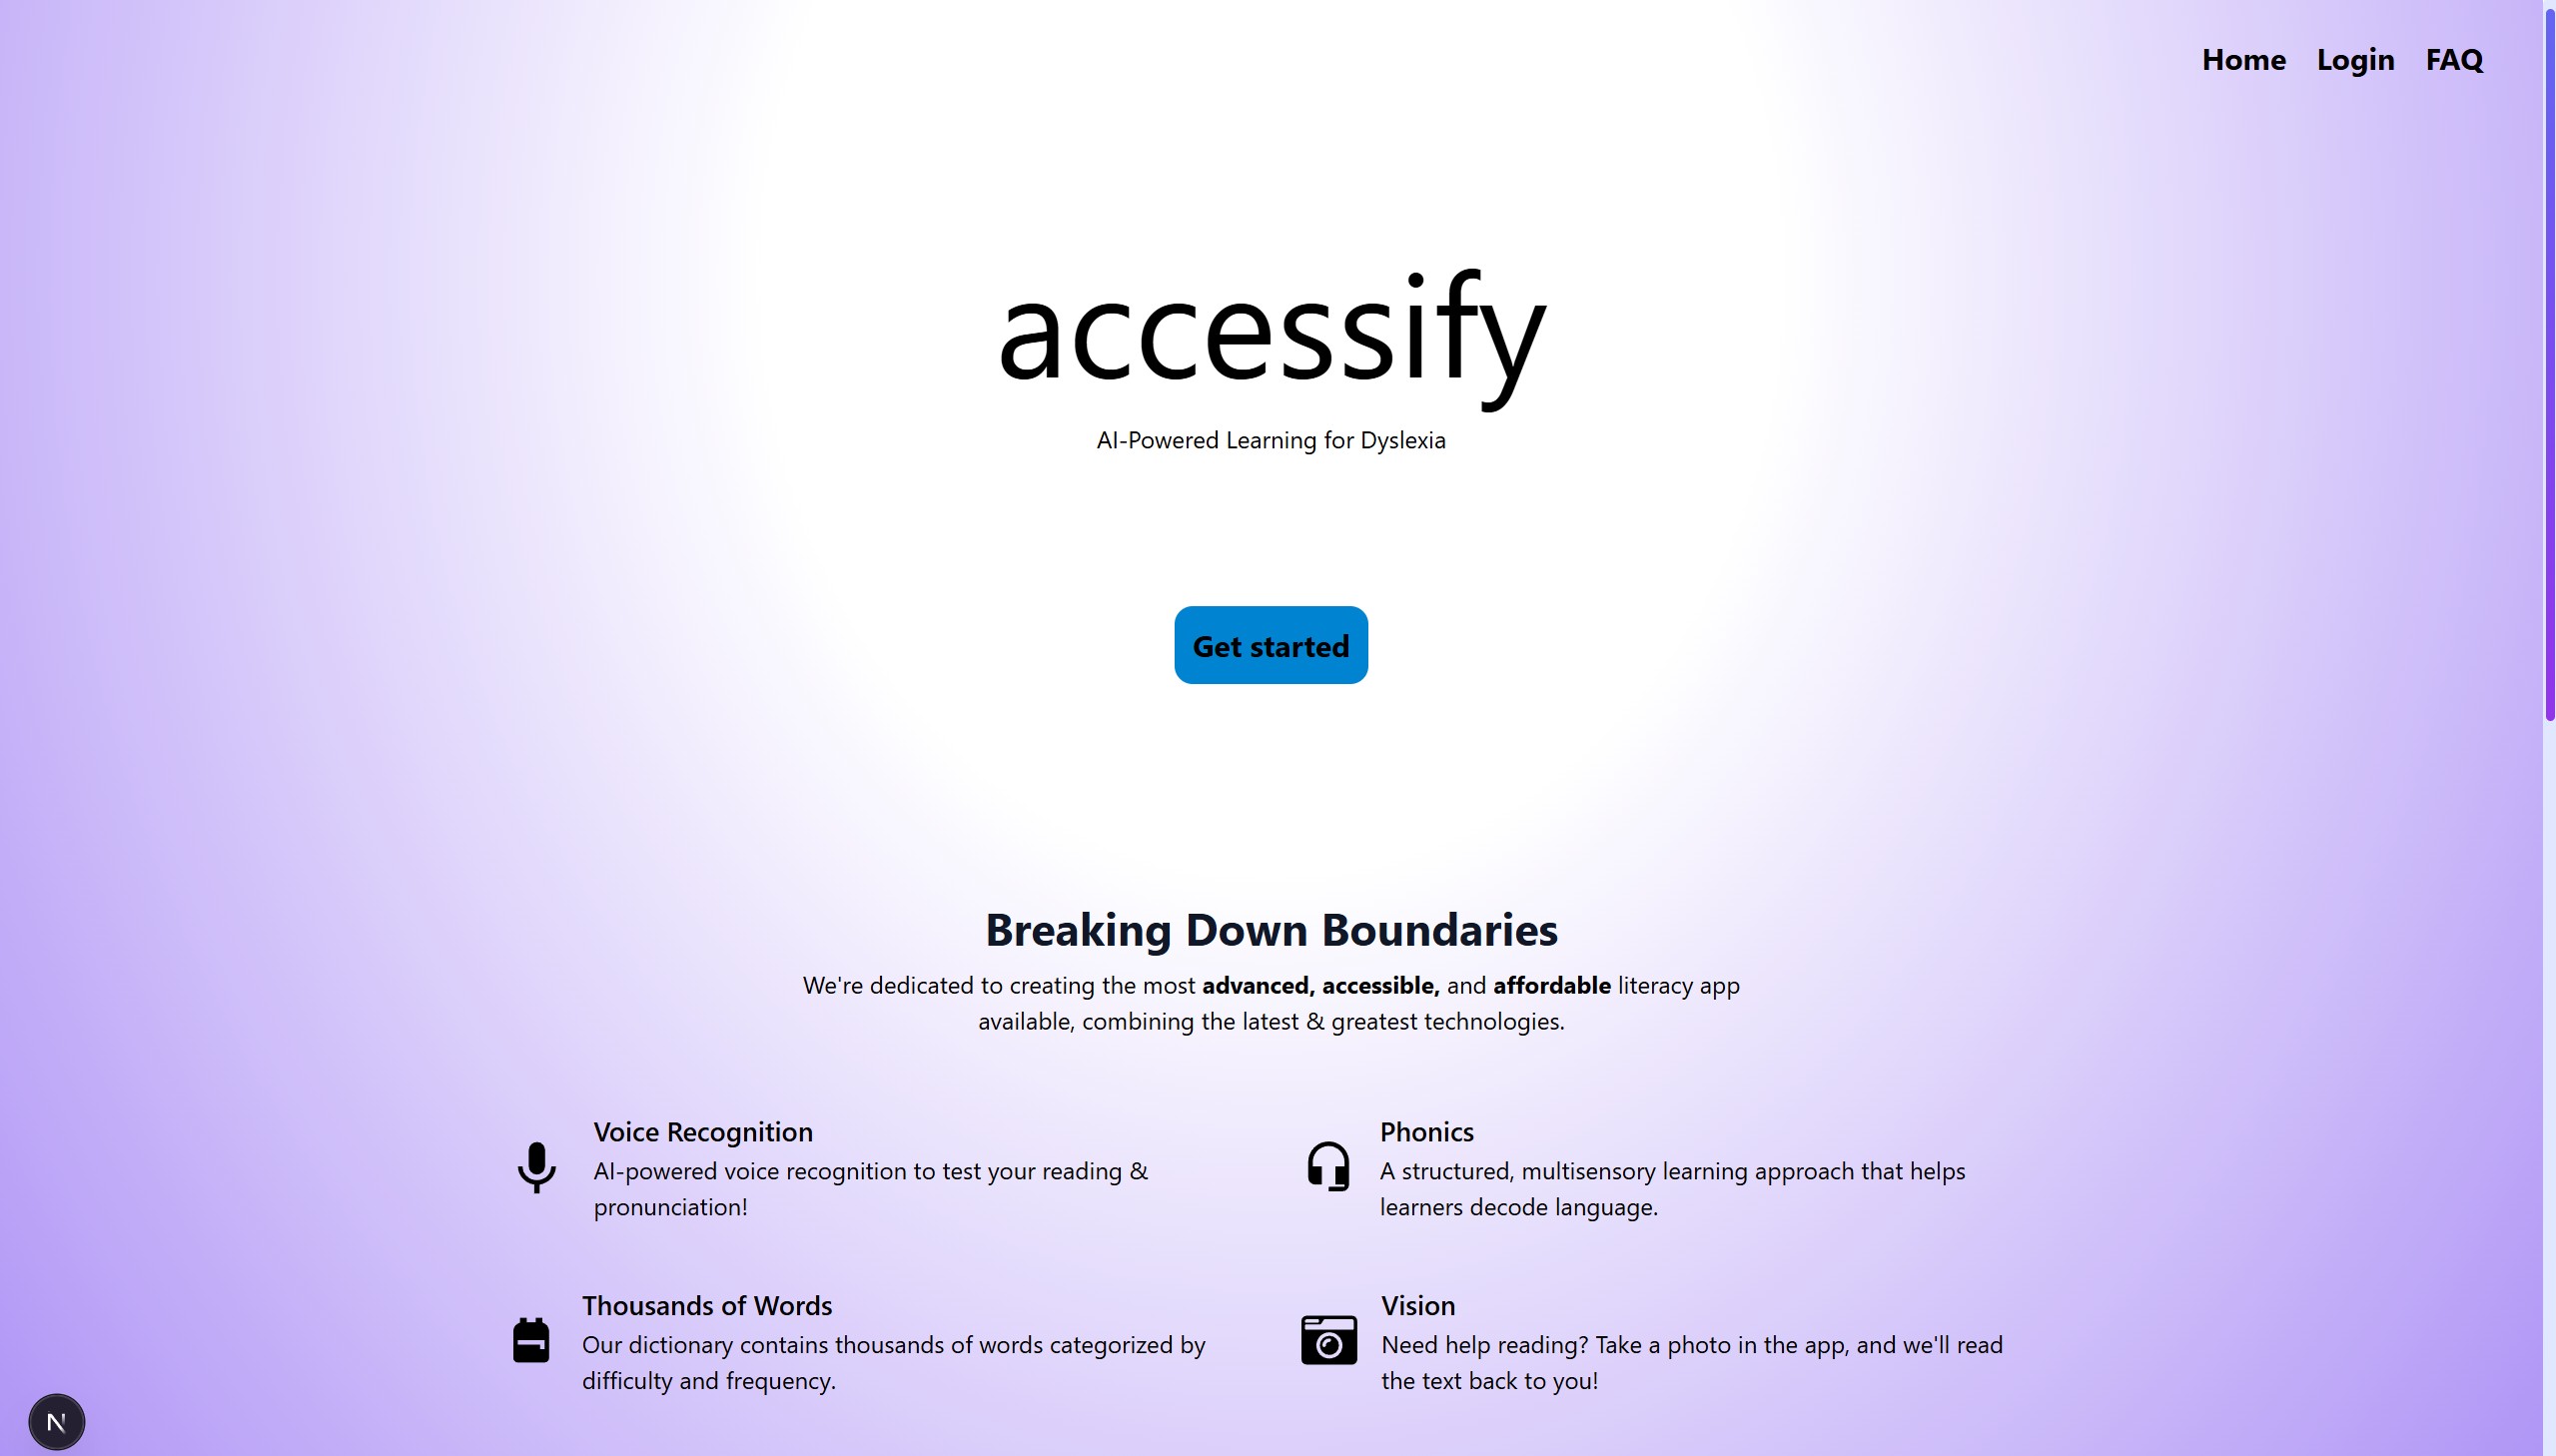 Home Login FAQ
accessify
AI-Powered Learning for Dyslexia
Get started
Breaking Down Boundaries
We're dedicated to creating the most advanced, accessible, and affordable literacy app
available, combining the latest & greatest technologies.
Voice Recognition
AI-powered voice recognition to test your reading &
pronunciation!
Phonics
A structured, multisensory learning approach that helps
learners decode language.
Thousands of Words
Our dictionary contains thousands of words categorized by
difficulty and frequency.
Vision
Need help reading? Take a photo in the app, and we'll read
the text back to you!
N